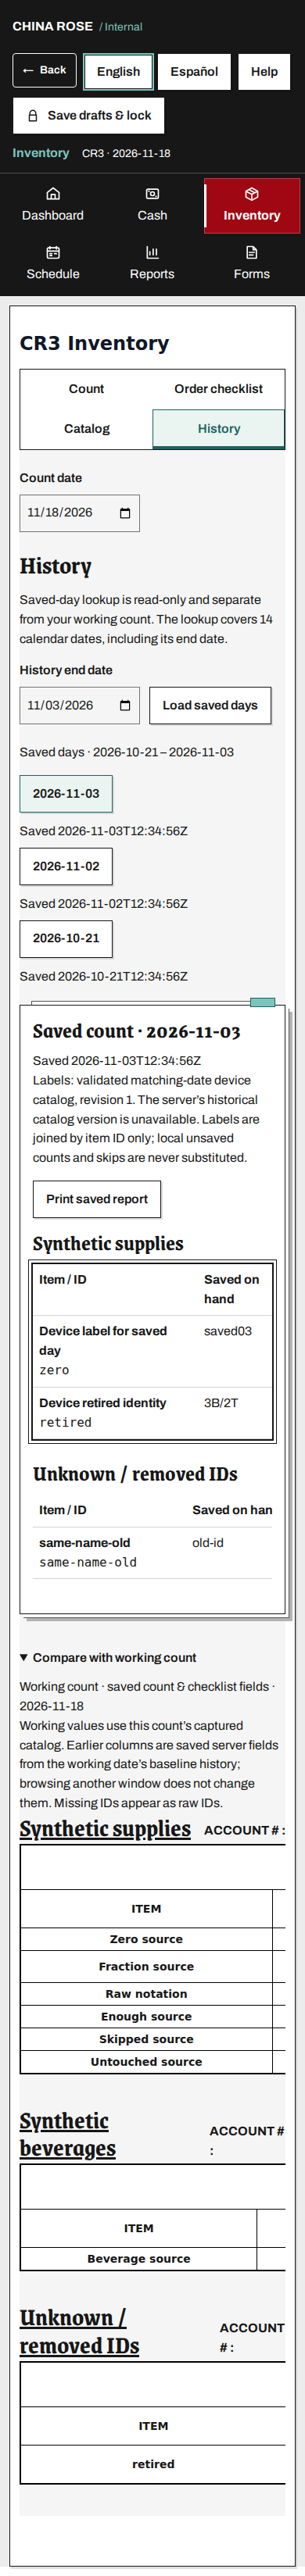 CHINA ROSE / Internal
← Back
English
Español
Help
Save drafts & lock
Inventory CR3 · 2026-11-18
Dashboard
Cash
Inventory
Schedule
Reports
Forms
CR3 Inventory
Count
Order checklist
Catalog
History
Count date
11/18/2026
History
Saved-day lookup is read-only and separate
from your working count. The lookup covers 14
calendar dates, including its end date.
History end date
11/03/2026
Load saved days
Saved days · 2026-10-21 – 2026-11-03
2026-11-03
Saved 2026-11-03T12:34:56Z
2026-11-02
Saved 2026-11-02T12:34:56Z
2026-10-21
Saved 2026-10-21T12:34:56Z
Saved count · 2026-11-03
Saved 2026-11-03T12:34:56Z
Labels: validated matching-date device
catalog, revision 1. The server's historical
catalog version is unavailable. Labels are
joined by item ID only; local unsaved
counts and skips are never substituted.
Print saved report
Synthetic supplies
Item / ID
Saved on
hand
Device label for saved
day
zero
saved03
Device retired identity
retired
3B/2T
Unknown / removed IDs
Item / ID
Saved on han
same-name-old
same-name-old
old-id
▼ Compare with working count
Working count · saved count & checklist fields ·
2026-11-18
Working values use this count's captured
catalog. Earlier columns are saved server fields
from the working date's baseline history;
browsing another window does not change
them. Missing IDs appear as raw IDs.
Synthetic supplies
ACCOUNT # :
ITEM
Zero source
Fraction source
Raw notation
Enough source
Skipped source
Untouched source
Synthetic
beverages
ACCOUNT #
:
ITEM
Beverage source
Unknown /
removed IDs
ACCOUNT
# :
ITEM
retired